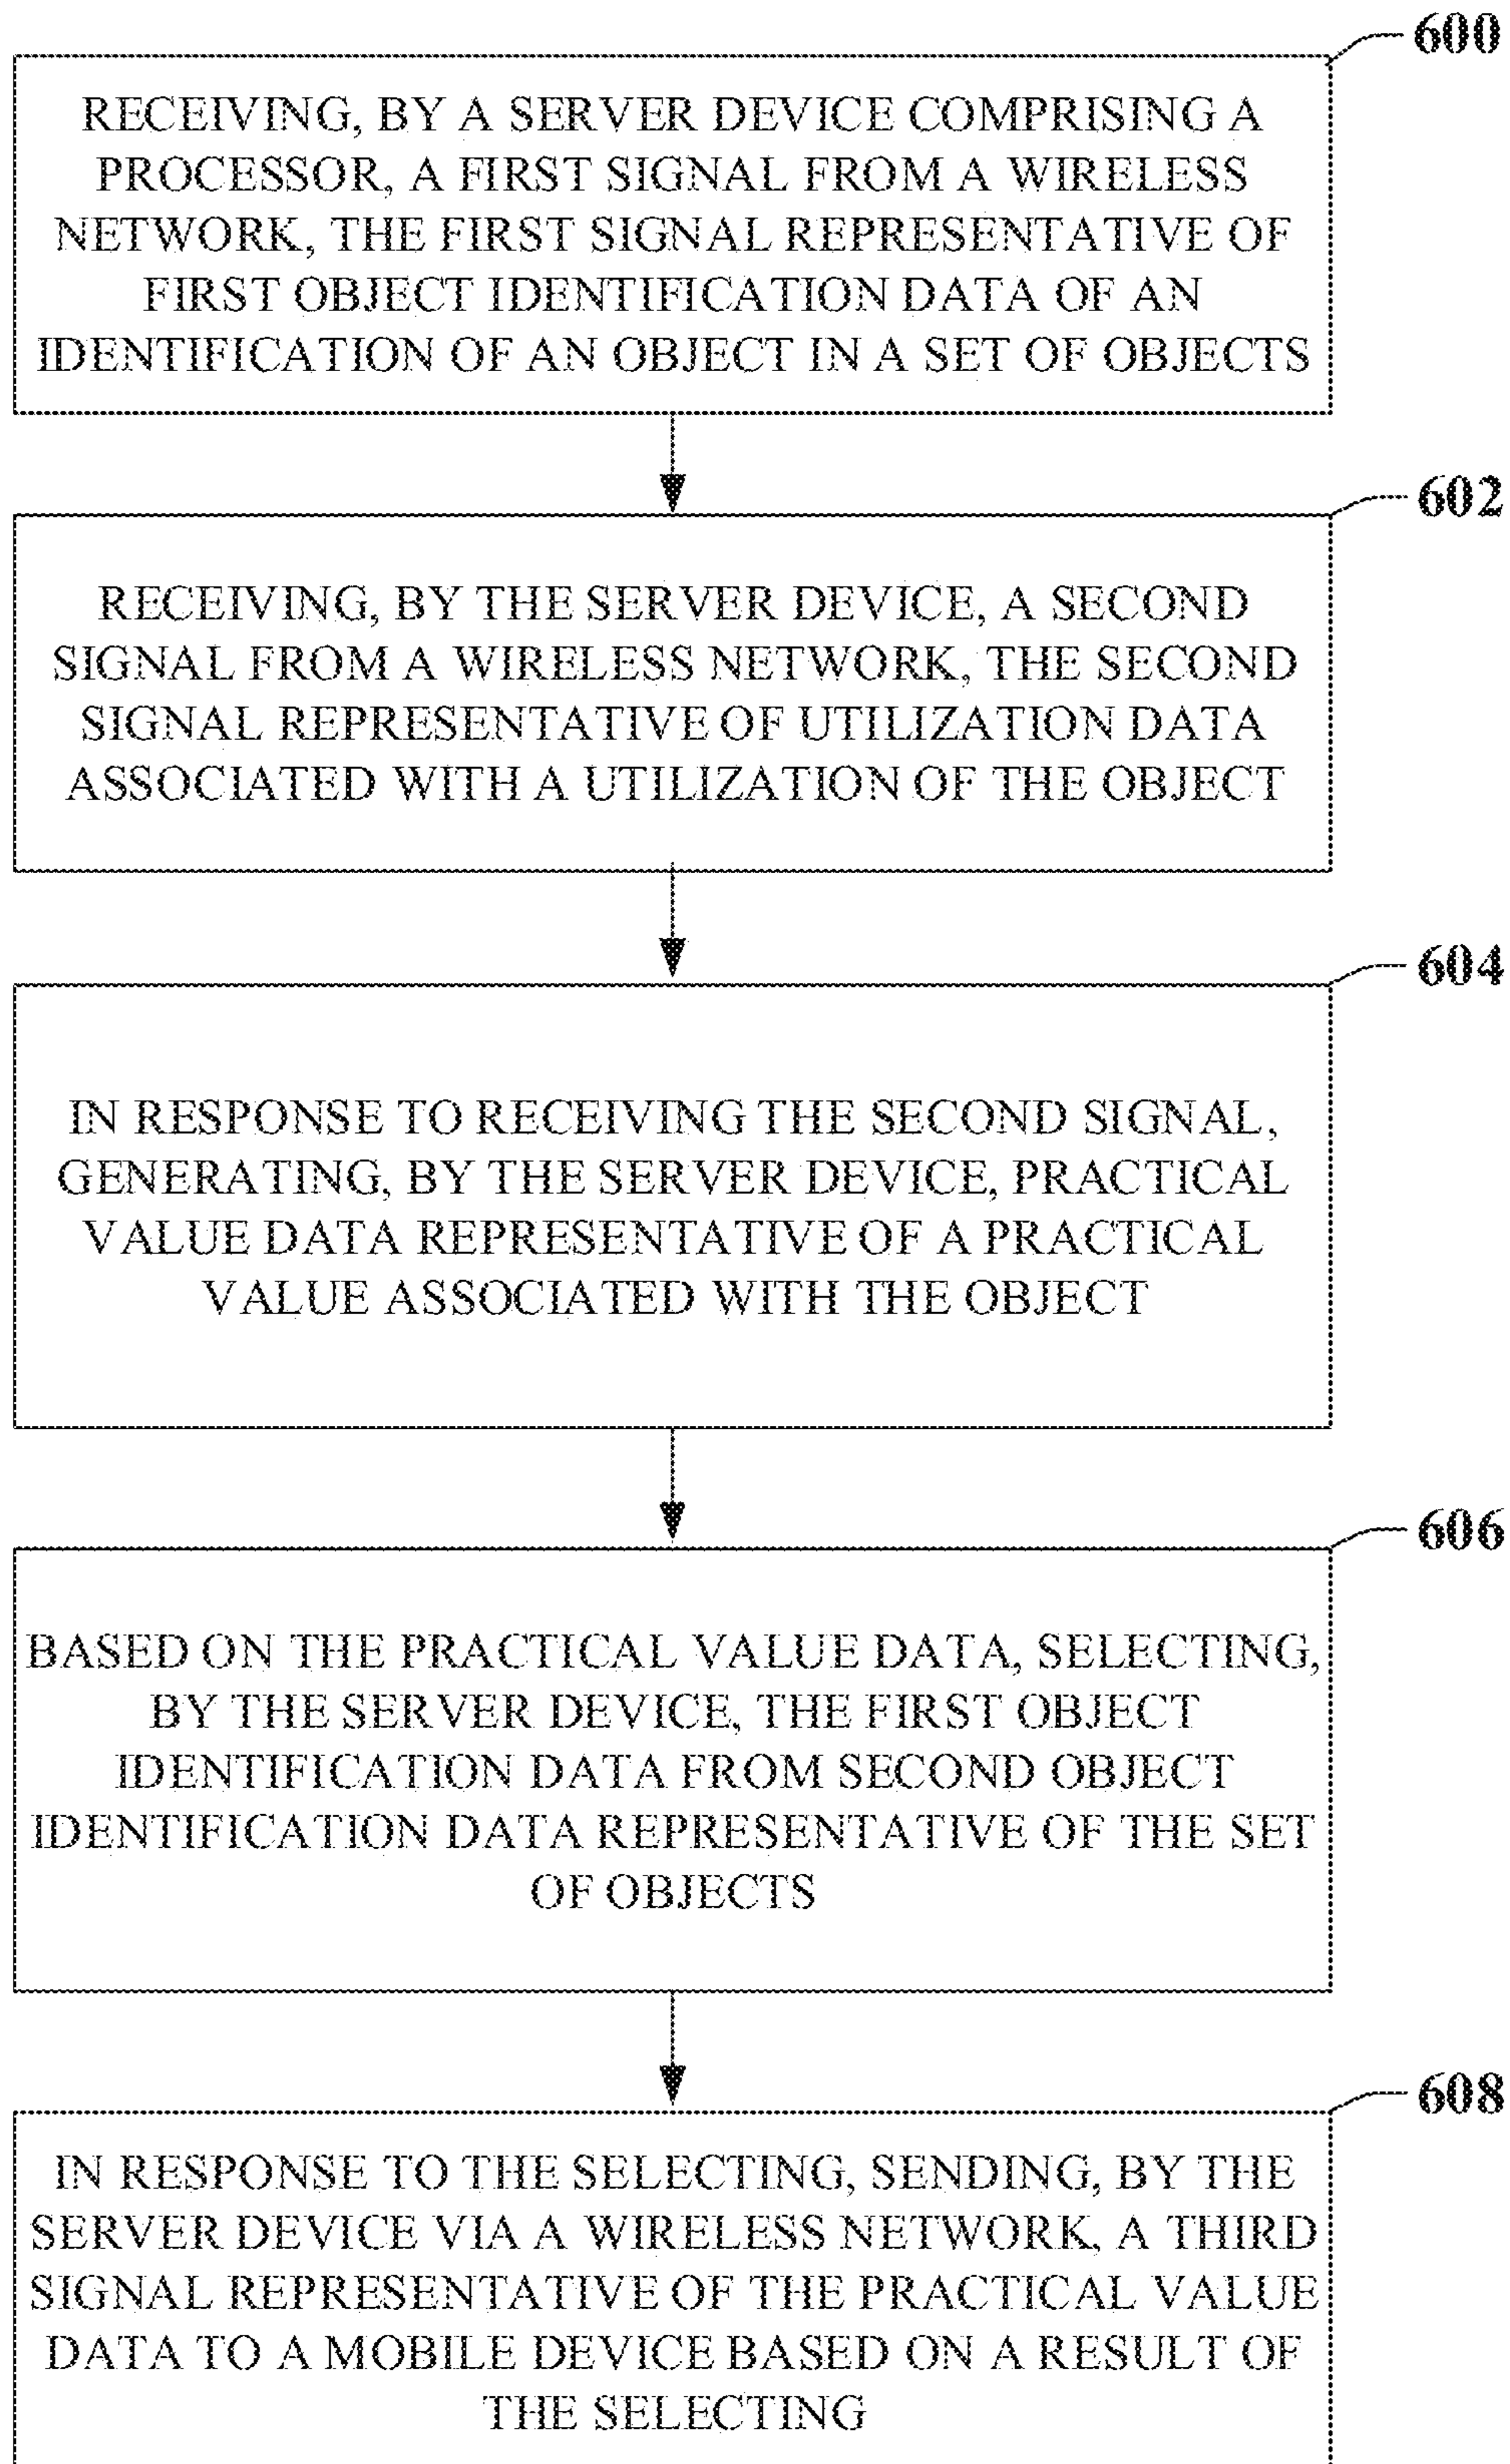 600
RECEIVING, BY A SERVER DEVICE COMPRISING A
PROCESSOR, A FIRST SIGNAL FROM A WIRELESS
NETWORK, THE FIRST SIGNAL REPRESENTATIVE OF
FIRST OBJECT IDENTIFICATION DATA OF AN
IDENTIFICATION OF AN OBJECT IN A SET OF OBJECTS
602
RECEIVING, BY THE SERVER DEVICE, A SECOND
SIGNAL FROM A WIRELESS NETWORK, THE SECOND
SIGNAL REPRESENTATIVE OF UTILIZATION DATA
ASSOCIATED WITH A UTILIZATION OF THE OBJECT
604
IN RESPONSE TO RECEIVING THE SECOND SIGNAL,
GENERATING, BY THE SERVER DEVICE, PRACTICAL
VALUE DATA REPRESENTATIVE OF A PRACTICAL
VALUE ASSOCIATED WITH THE OBJECT
606
BASED ON THE PRACTICAL VALUE DATA, SELECTING,
BY THE SERVER DEVICE, THE FIRST OBJECT
IDENTIFICATION DATA FROM SECOND OBJECT
IDENTIFICATION DATA REPRESENTATIVE OF THE SET
OF OBJECTS
608
IN RESPONSE TO THE SELECTING, SENDING, BY THE
SERVER DEVICE VIA A WIRELESS NETWORK, A THIRD
SIGNAL REPRESENTATIVE OF THE PRACTICAL VALUE
DATA TO A MOBILE DEVICE BASED ON A RESULT OF
THE SELECTING